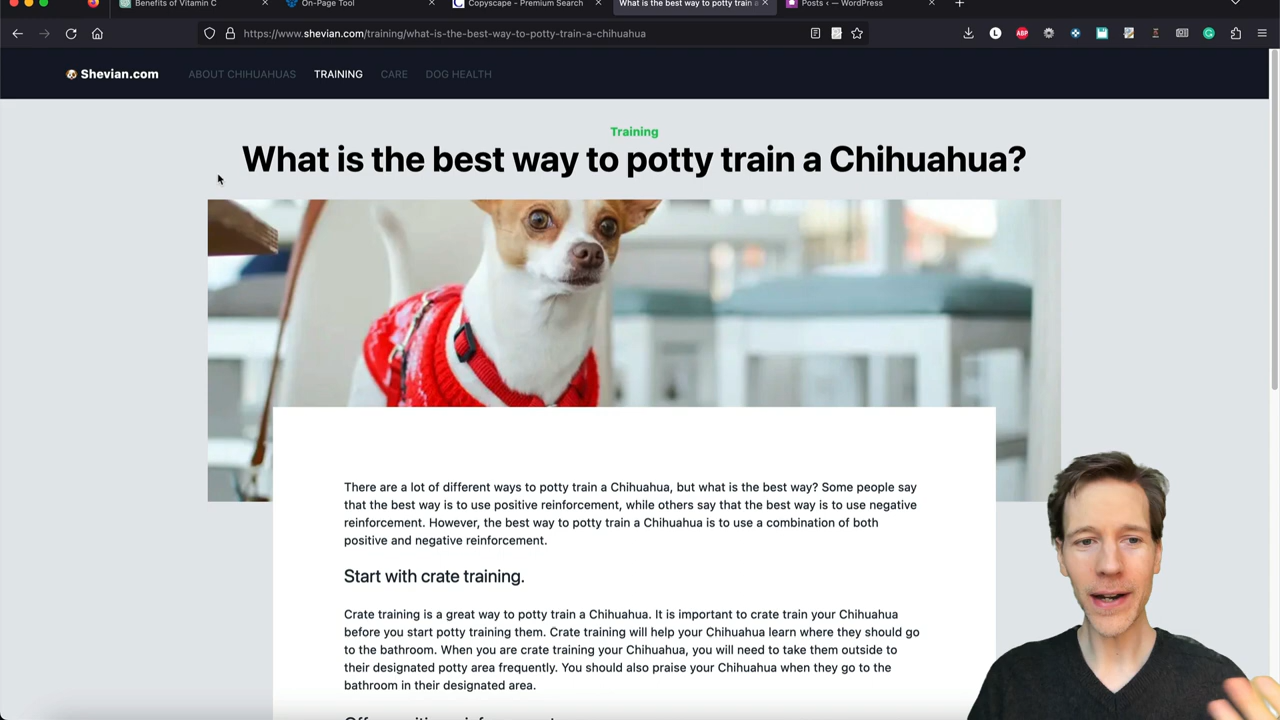 Benefits of Vitamin C
On-Page Tool
Copyscape - Premium Search
What is the best way to potty train a
Posts ‹ — WordPress
https://www.shevian.com/training/what-is-the-best-way-to-potty-train-a-chihuahua
Shevian.com ABOUT CHIHUAHUAS TRAINING CARE DOG HEALTH
Training
What is the best way to potty train a Chihuahua?
There are a lot of different ways to potty train a Chihuahua, but what is the best way? Some people say
that the best way is to use positive reinforcement, while others say that the best way is to use negative
reinforcement. However, the best way to potty train a Chihuahua is to use a combination of both
positive and negative reinforcement.
Start with crate training.
Crate training is a great way to potty train a Chihuahua. It is important to crate train your Chihuahua
before you start potty training them. Crate training will help your Chihuahua learn where they should go
to the bathroom. When you are crate training your Chihuahua, you will need to take them outside to
their designated potty area frequently. You should also praise your Chihuahua when they go to the
bathroom in their designated area.